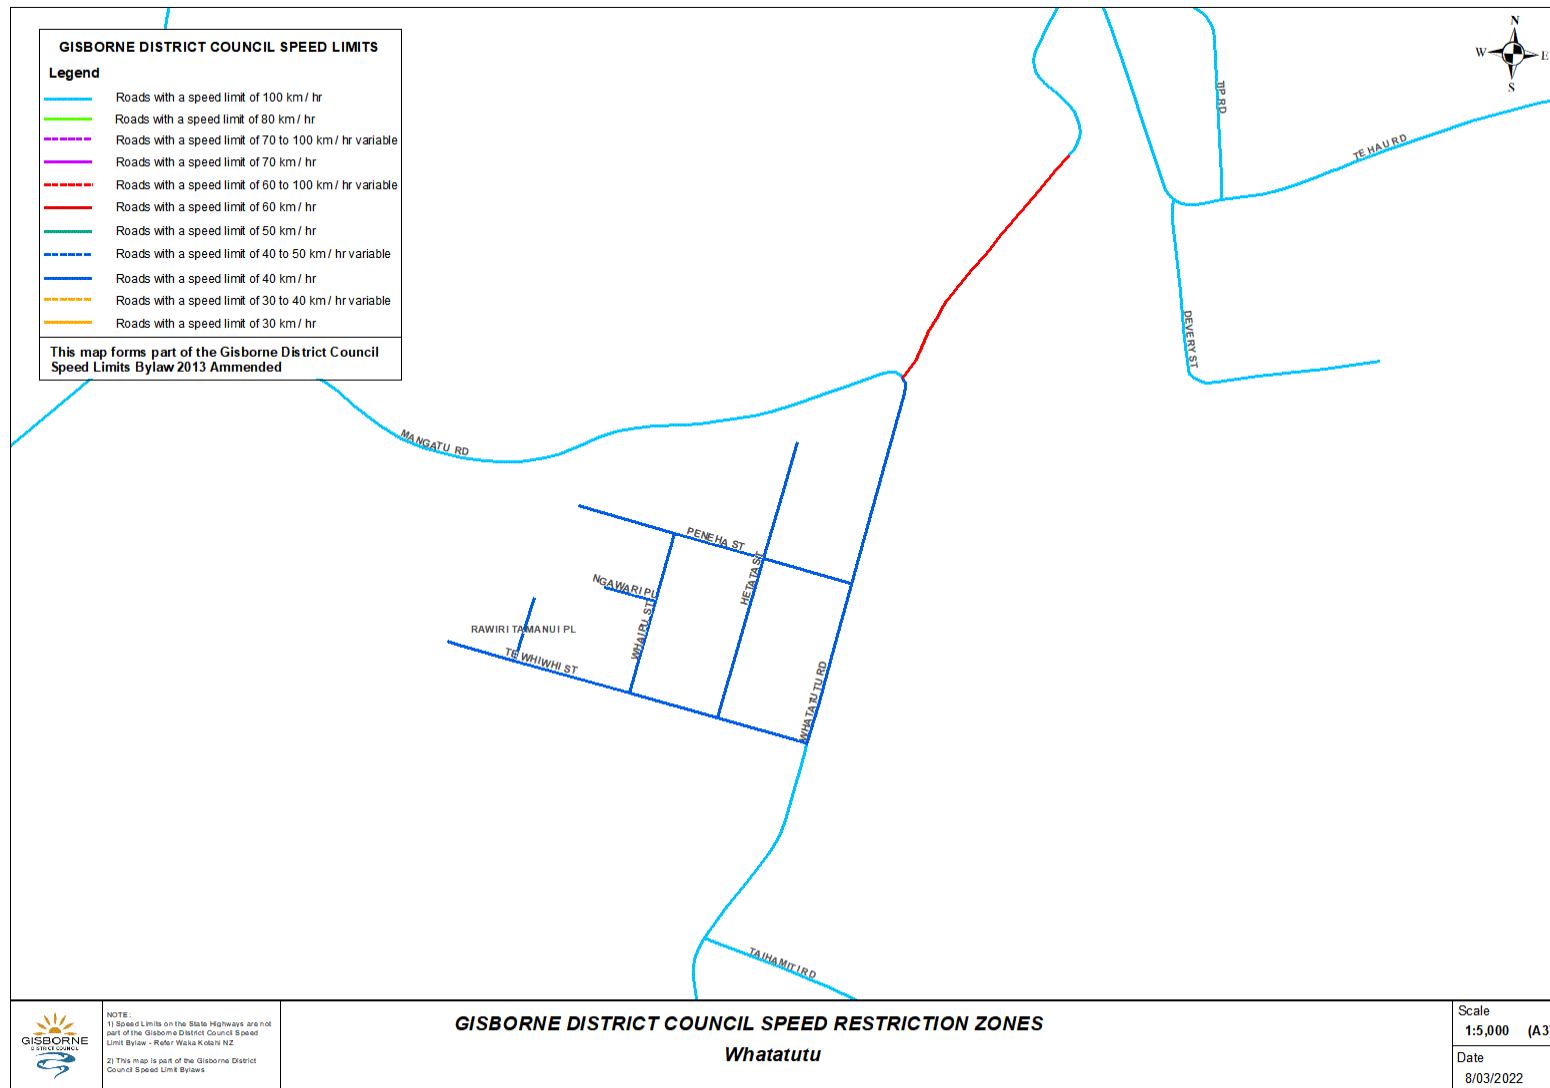 GISBORNE DISTRICT COUNCIL SPEED LIMITS
Legend
Roads with a speed limit of 100 km / hr
Roads with a speed limit of 80 km / hr
Roads with a speed limit of 70 to 100 km / hr variable
Roads with a speed limit of 70 km / hr
Roads with a speed limit of 60 to 100 km / hr variable
Roads with a speed limit of 60 km / hr
Roads with a speed limit of 50 km / hr
Roads with a speed limit of 40 to 50 km / hr variable
Roads with a speed limit of 40 km / hr
Roads with a speed limit of 30 to 40 km / hr variable
Roads with a speed limit of 30 km / hr
This map forms part of the Gisborne District Council
Speed Limits Bylaw 2013 Ammended
N
W
E
S
TIP RD
TE HAU RD
DEVERY ST
MANGATU RD
PENEHA ST
HETATA ST
NGAWARI PL
WHAIPU ST
RAWIRI TAMANUI PL
TE WHIWHI ST
WHATATUTU RD
TAIHAMITI RD
GISBORNE
DISTRICT COUNCIL
NOTE:
1) Speed Limits on the State Highways are not
part of the Gisborne District Council Speed
Limit Bylaw - Refer Waka Kotahi NZ
2) This map is part of the Gisborne District
Council Speed Limit Bylaws
GISBORNE DISTRICT COUNCIL SPEED RESTRICTION ZONES
Whatatutu
Scale
1:5,000 (A3)
Date
8/03/2022